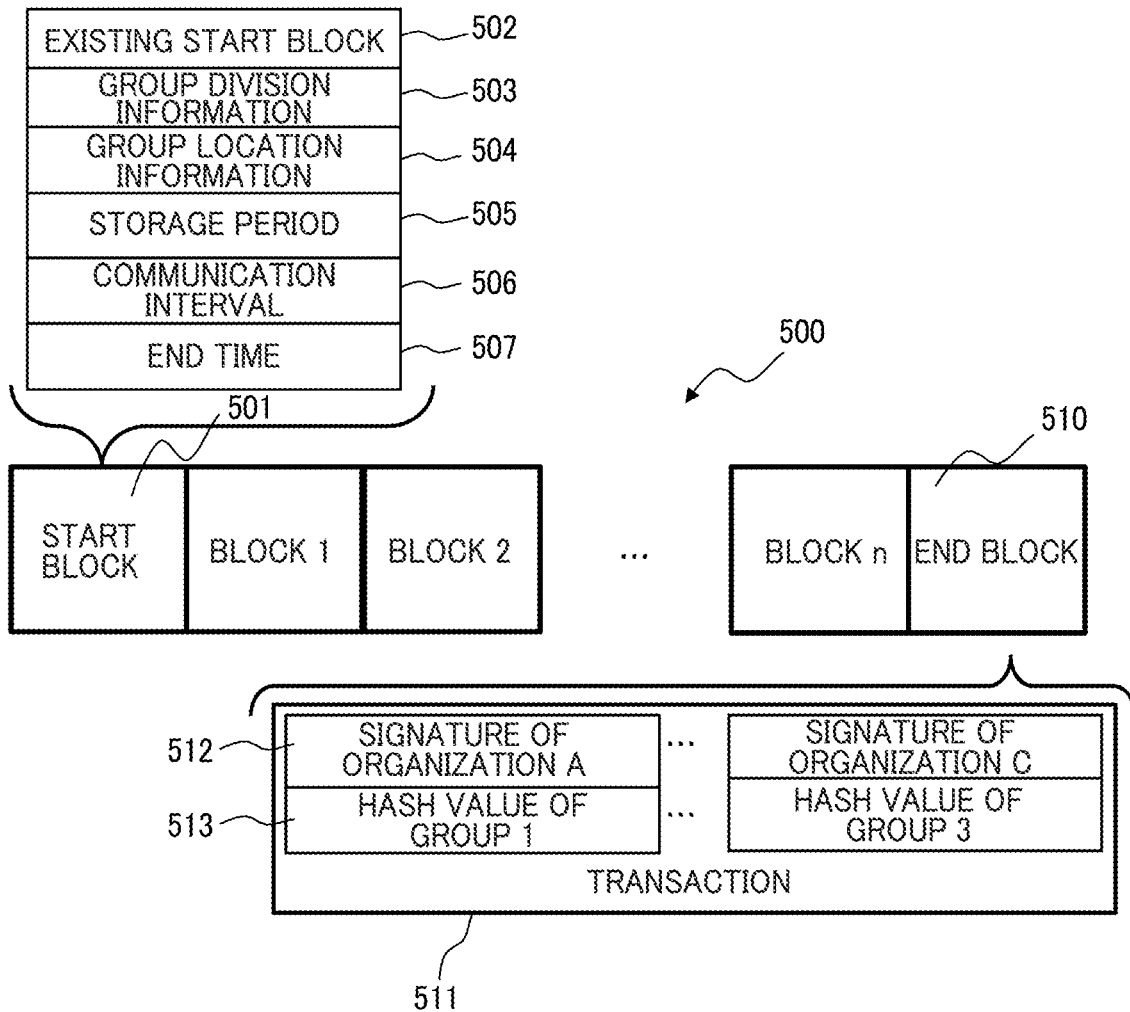 EXISTING START BLOCK
502
GROUP DIVISION
INFORMATION
503
GROUP LOCATION
INFORMATION
504
STORAGE PERIOD
505
COMMUNICATION
INTERVAL
506
END TIME
507
500
501
510
START
BLOCK
BLOCK 1
BLOCK 2
...
BLOCK n
END BLOCK
512
SIGNATURE OF
ORGANIZATION A
...
SIGNATURE OF
ORGANIZATION C
513
HASH VALUE OF
GROUP 1
...
HASH VALUE OF
GROUP 3
TRANSACTION
511